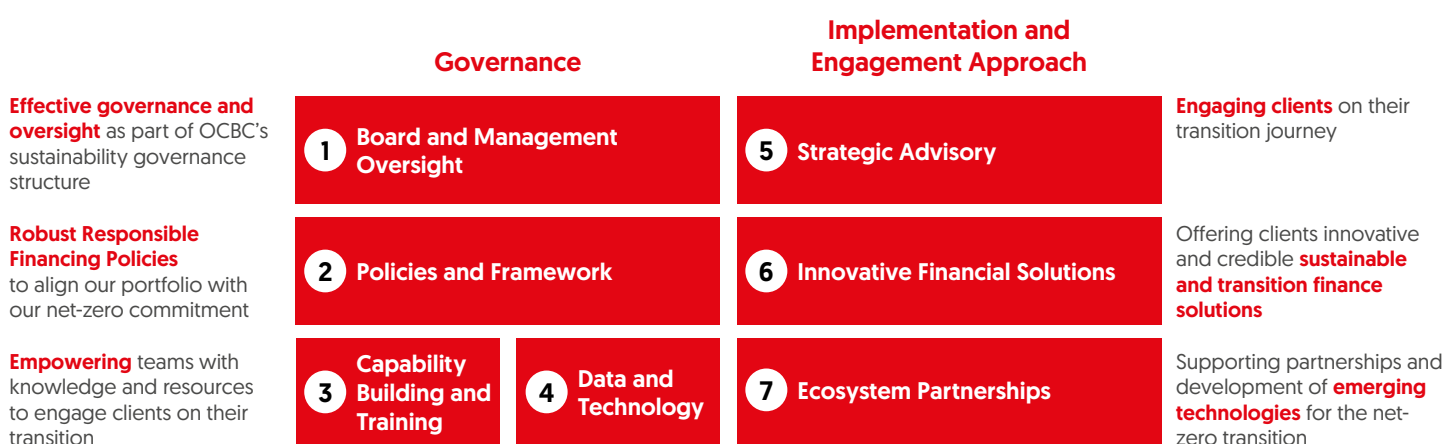 Governance
Implementation and
Engagement Approach
Effective governance and
oversight as part of OCBC's
sustainability governance
structure
1 Board and Management
Oversight
5 Strategic Advisory
Engaging clients on their
transition journey
Robust Responsible
Financing Policies
to align our portfolio with
our net-zero commitment
2 Policies and Framework
6 Innovative Financial Solutions
Offering clients innovative
and credible sustainable
and transition finance
solutions
Empowering teams with
knowledge and resources
to engage clients on their
transition
3 Capability
Building and
Training
4 Data and
Technology
7 Ecosystem Partnerships
Supporting partnerships and
development of emerging
technologies for the net-
zero transition